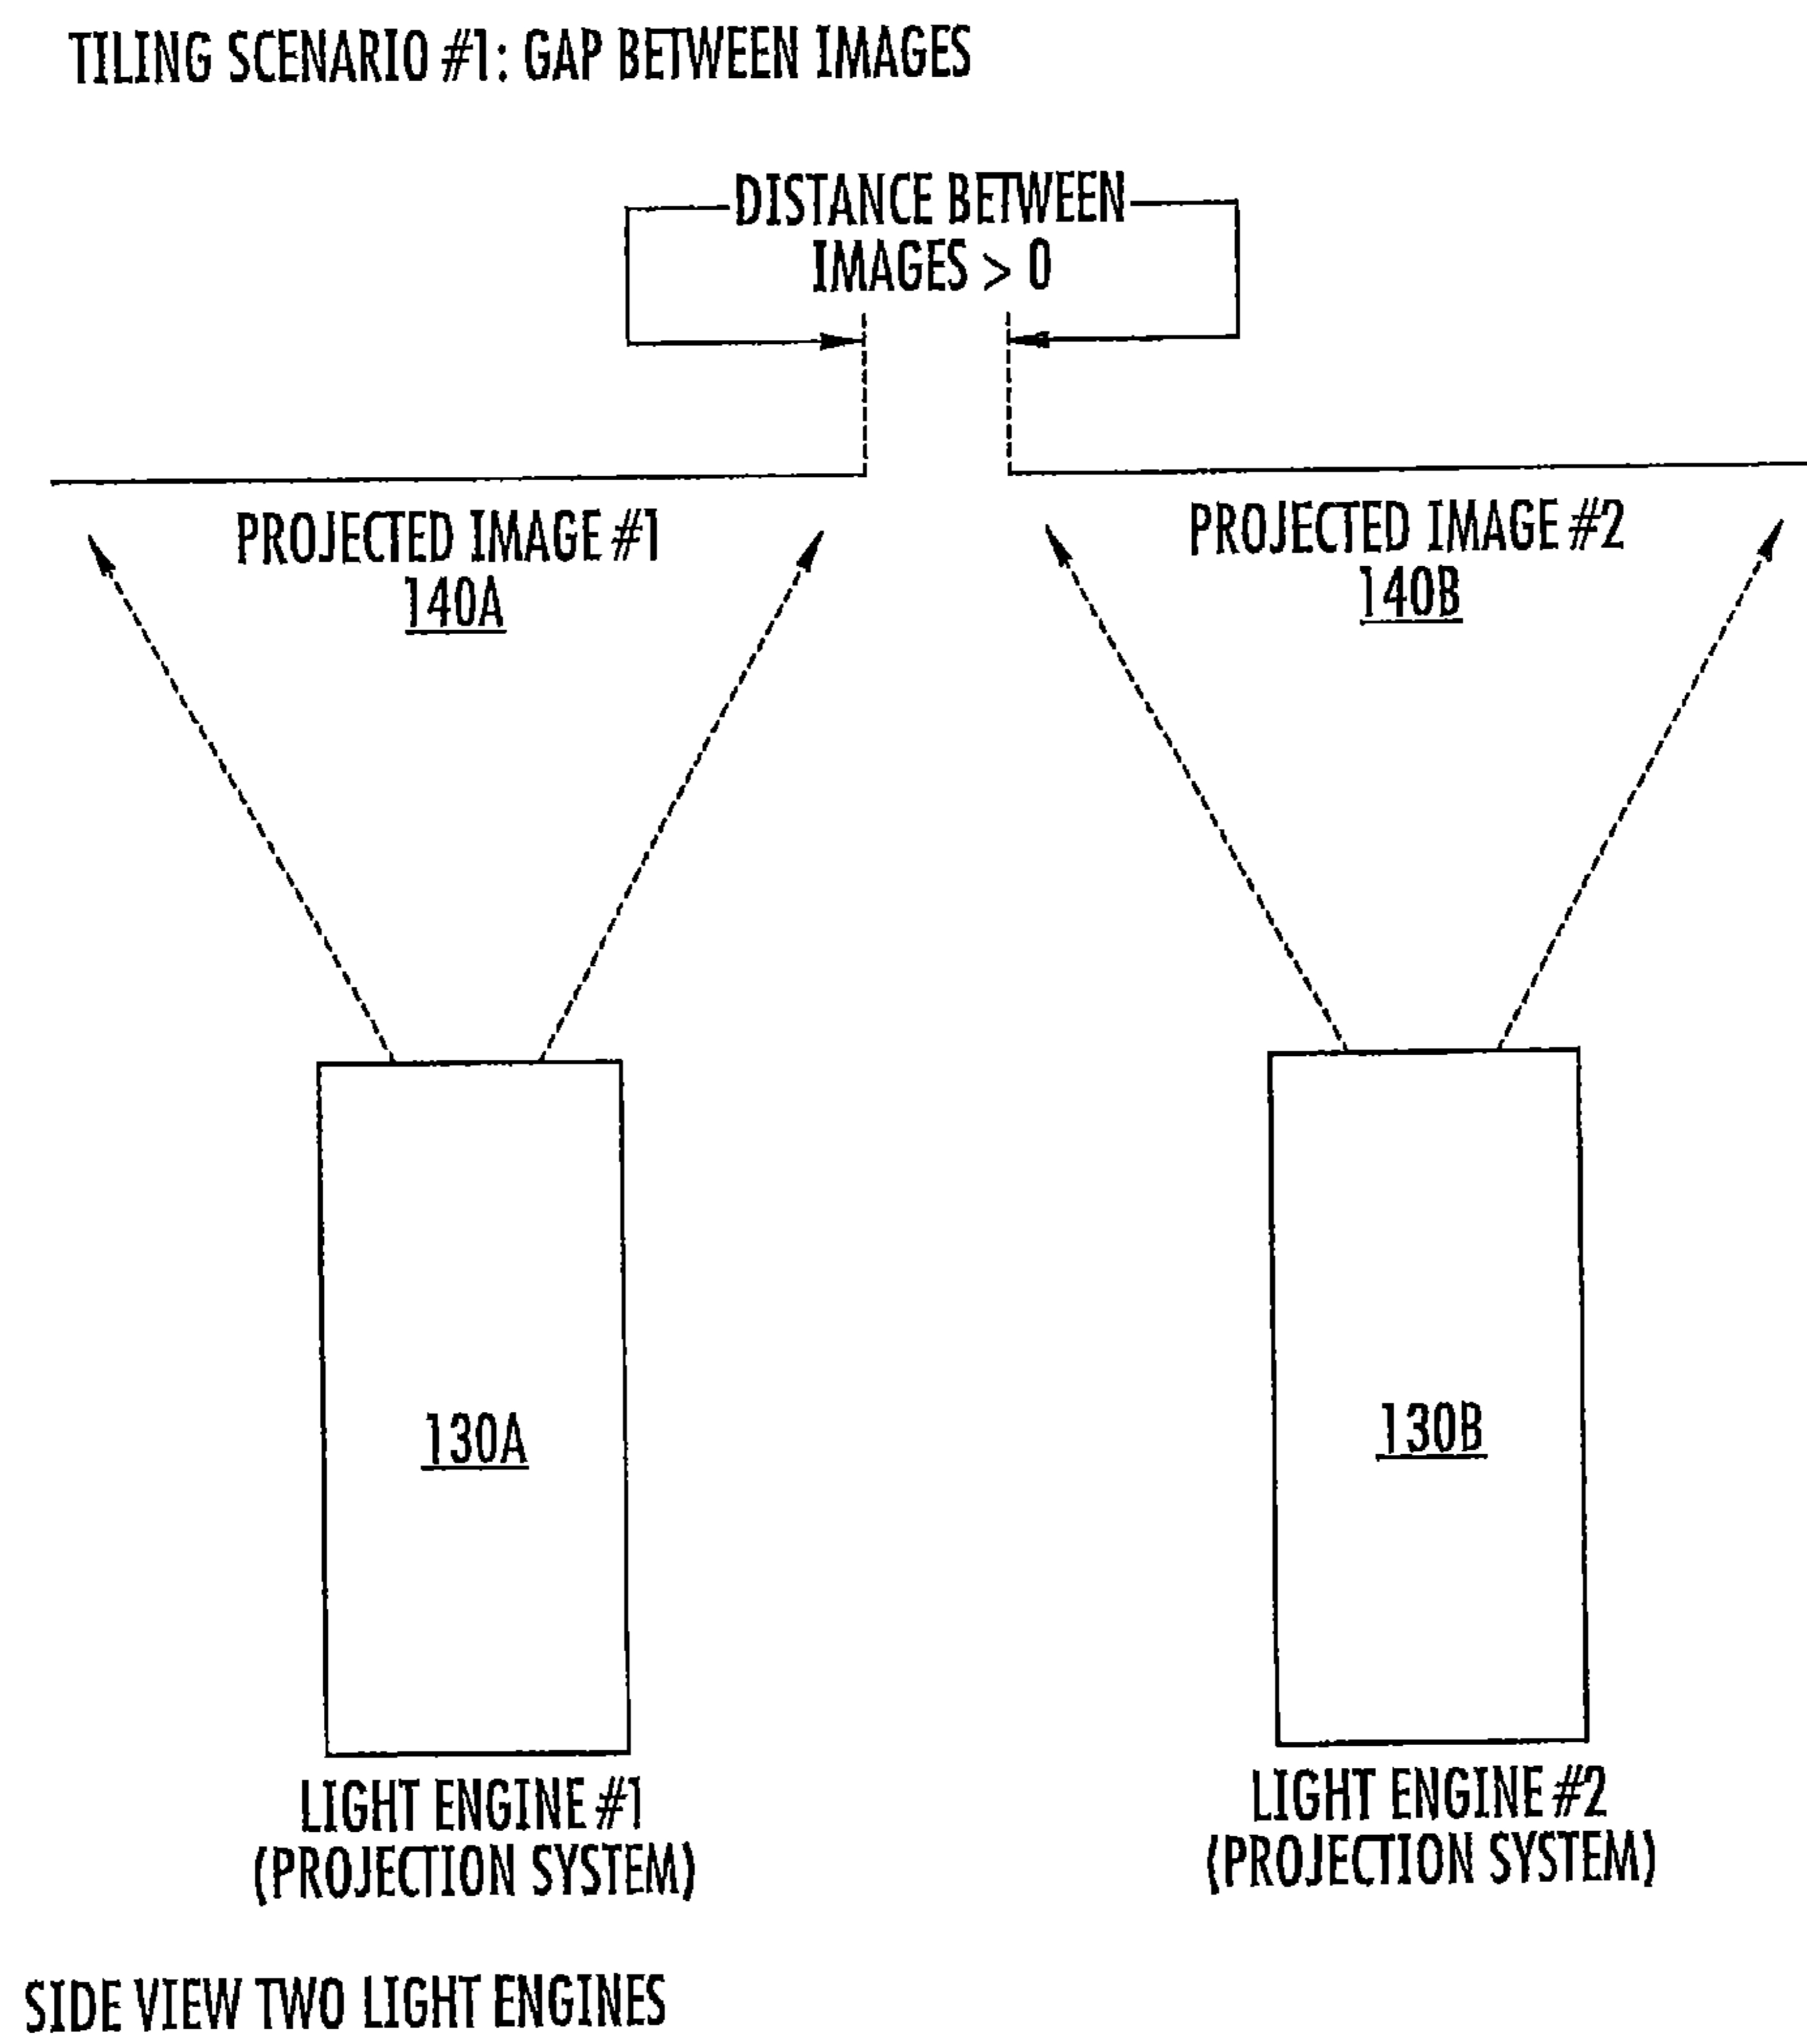 TILING SCENARIO #1: GAP BETWEEN IMAGES
DISTANCE BETWEEN
IMAGES > 0
PROJECTED IMAGE #1
140A
PROJECTED IMAGE #2
140B
130A
130B
LIGHT ENGINE #1
(PROJECTION SYSTEM)
LIGHT ENGINE #2
(PROJECTION SYSTEM)
SIDE VIEW TWO LIGHT ENGINES